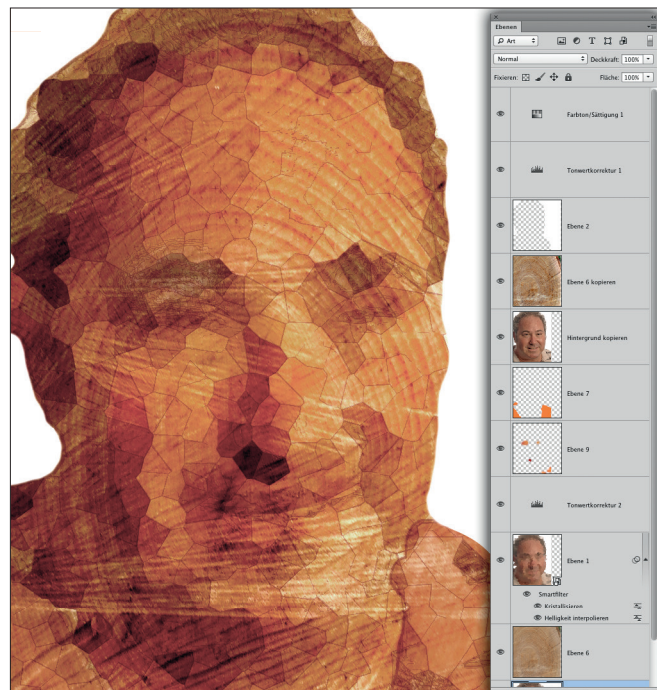 Ebenen
Art
T
Normal Deckkraft: 100%
Fixieren: Fläche: 100%
Farbton/Sättigung 1
Tonwertkorrektur 1
Ebene 2
Ebene 6 kopieren
Hintergrund kopieren
Ebene 7
Ebene 9
Tonwertkorrektur 2
Ebene 1
Smartfilter
Kristallisieren
Helligkeit interpolieren
Ebene 6